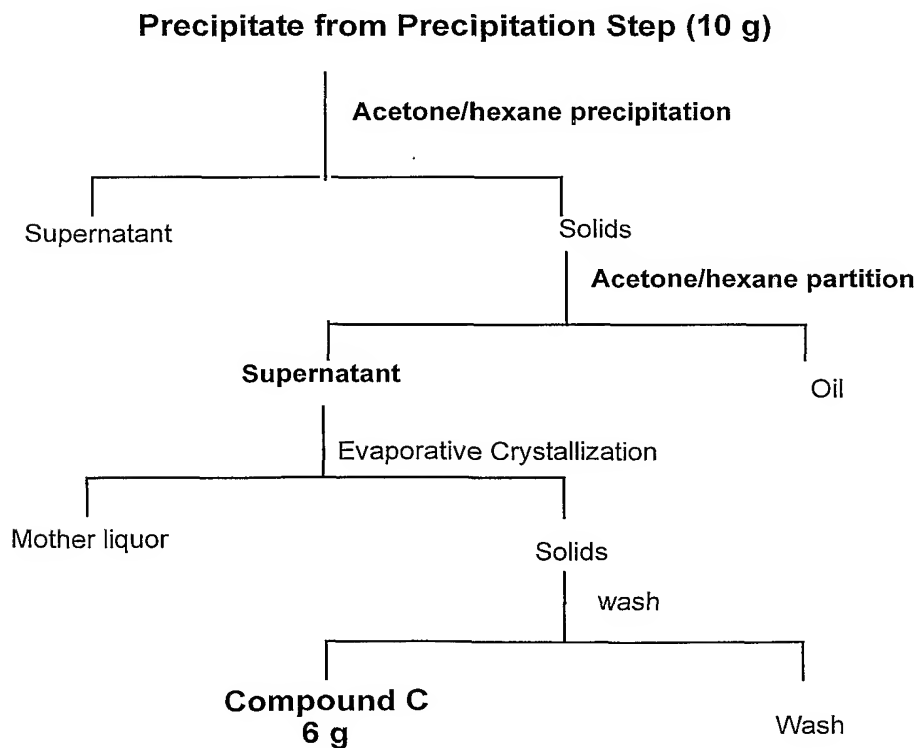 Precipitate from Precipitation Step (10 g)
Acetone/hexane precipitation
Supernatant
Solids
Acetone/hexane partition
Supernatant
Oil
Evaporative Crystallization
Mother liquor
Solids
wash
Compound C
6 g
Wash